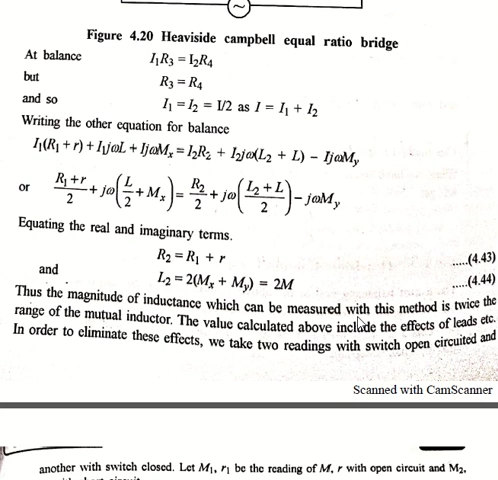 Figure 4.20 Heaviside campbell equal ratio bridge
At balance I₁R₃ = I₂R₄
but R₃ = R₄
and so I₁ = I₂ = I/2 as I = I₁ + I₂
Writing the other equation for balance
I₁(R₁ + r) + I₁jωL + IjωMₓ = I₂R₂ + I₂jω(L₂ + L) − IjωMᵧ
or (R₁ + r)/2 + jω(L/2 + Mₓ) = R₂/2 + jω((L₂ + L)/2) − jωMᵧ
Equating the real and imaginary terms.
R₂ = R₁ + r .....(4.43)
and L₂ = 2(Mₓ + Mᵧ) = 2M .....(4.44)
Thus the magnitude of inductance which can be measured with this method is twice the
range of the mutual inductor. The value calculated above include the effects of leads etc.
In order to eliminate these effects, we take two readings with switch open circuited and
Scanned with CamScanner
another with switch closed. Let M₁, r₁ be the reading of M, r with open circuit and M₂,